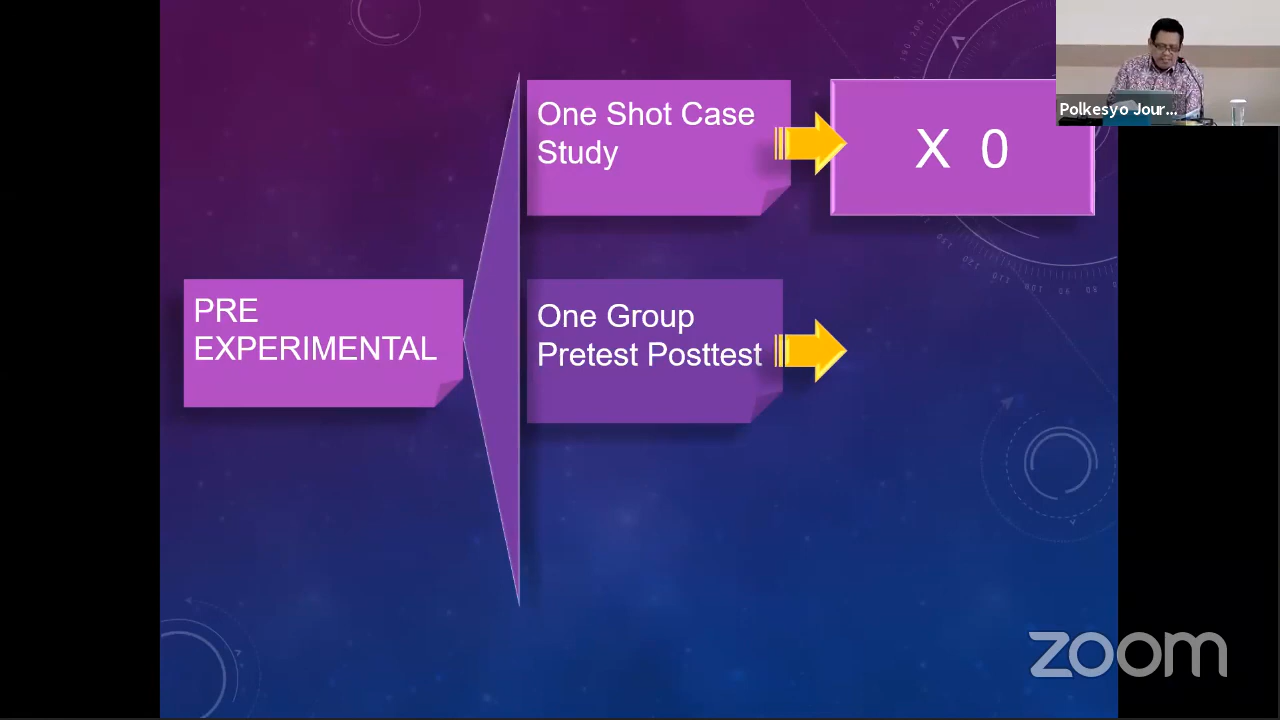 One Shot Case
Study
X 0
Polkesyo Jour...
PRE
EXPERIMENTAL
One Group
Pretest Posttest
zoom